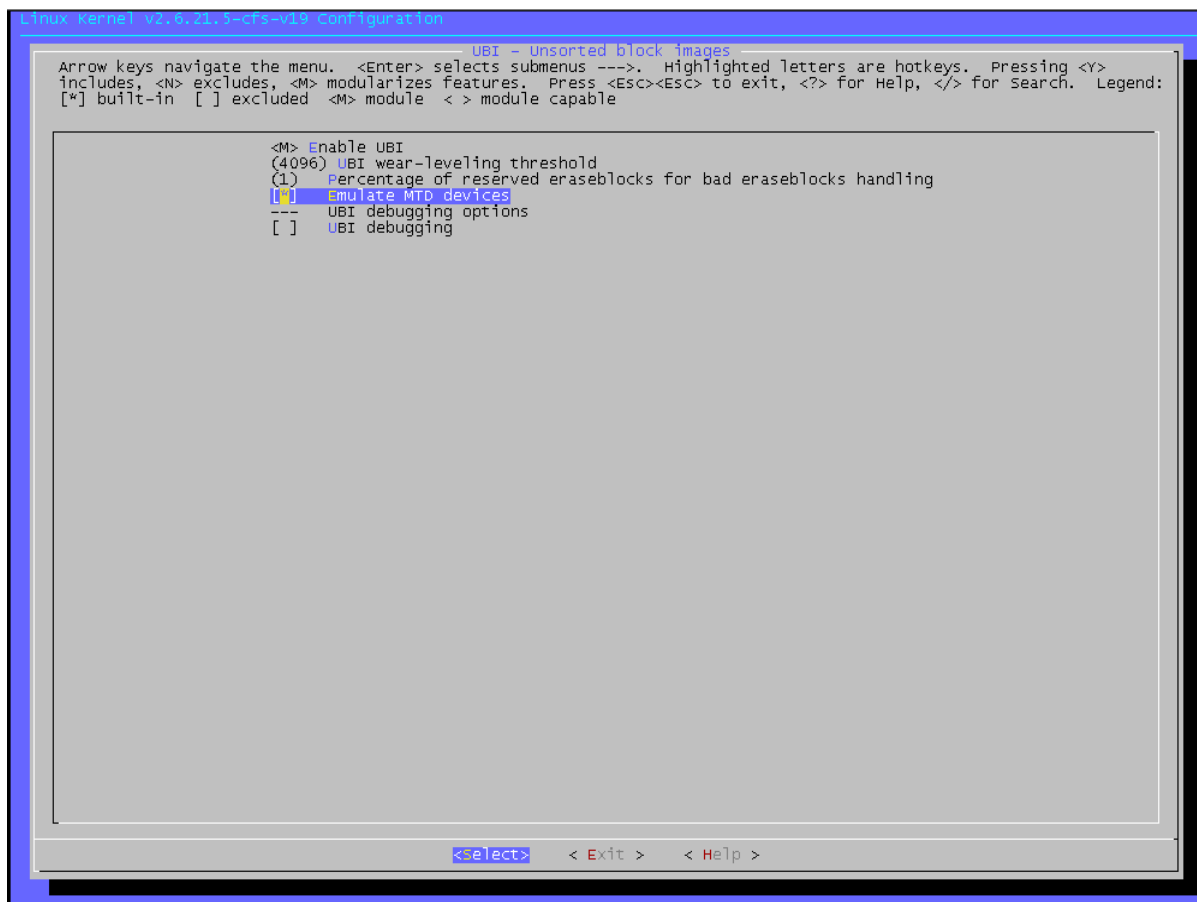 Linux Kernel v2.6.21.5-cfs-v19 Configuration
UBI - Unsorted block images
Arrow keys navigate the menu.  <Enter> selects submenus --->.  Highlighted letters are hotkeys.  Pressing <Y>
includes, <N> excludes, <M> modularizes features.  Press <Esc><Esc> to exit, <?> for Help, </> for Search.  Legend:
[*] built-in  [ ] excluded  <M> module  < > module capable
<M> Enable UBI
(4096) UBI wear-leveling threshold
(1)   Percentage of reserved eraseblocks for bad eraseblocks handling
[*]   Emulate MTD devices
---   UBI debugging options
[ ]   UBI debugging
<Select>    < Exit >    < Help >